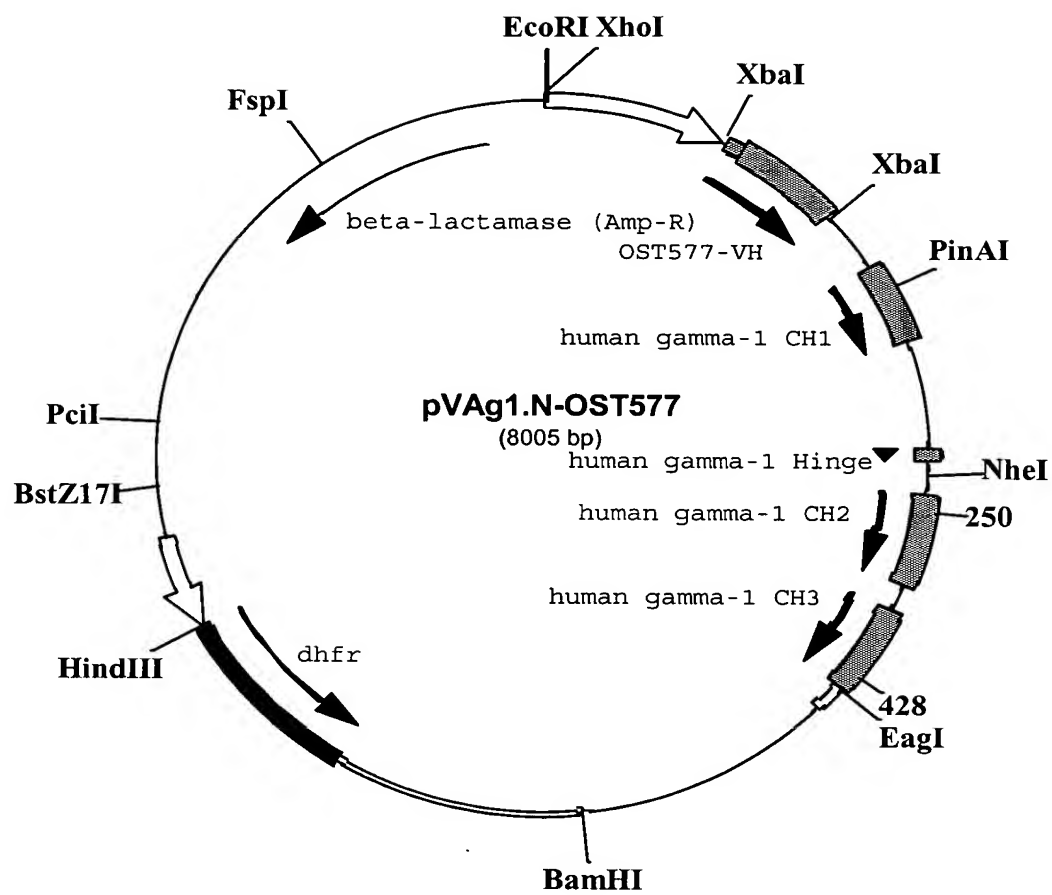 EcoRI XhoI
XbaI
FspI
XbaI
beta-lactamase (Amp-R)
OST577-VH
PinAI
human gamma-1 CH1
PciI
pVAg1.N-OST577
(8005 bp)
human gamma-1 Hinge
NheI
BstZ17I
human gamma-1 CH2
250
human gamma-1 CH3
dhfr
HindIII
428
EagI
BamHI